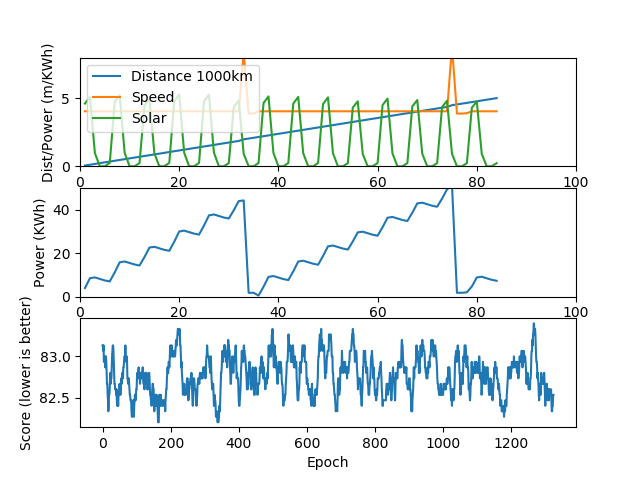 Dist/Power (m/KWh)
5
0
Distance 1000km
Speed
Solar
0 20 40 60 80 100
Power (KWh)
40
20
0
0 20 40 60 80 100
Score (lower is better)
83.0
82.5
0 200 400 600 800 1000 1200
Epoch